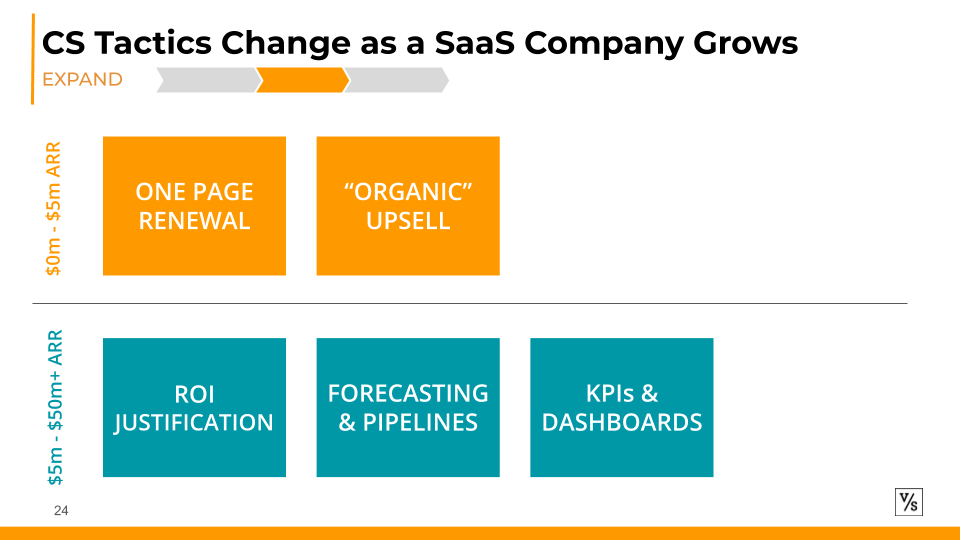 CS Tactics Change as a SaaS Company Grows
EXPAND
$0m - $5m ARR
ONE PAGE
RENEWAL
“ORGANIC”
UPSELL
$5m - $50m+ ARR
ROI
JUSTIFICATION
FORECASTING
& PIPELINES
KPIs &
DASHBOARDS
24
V/S